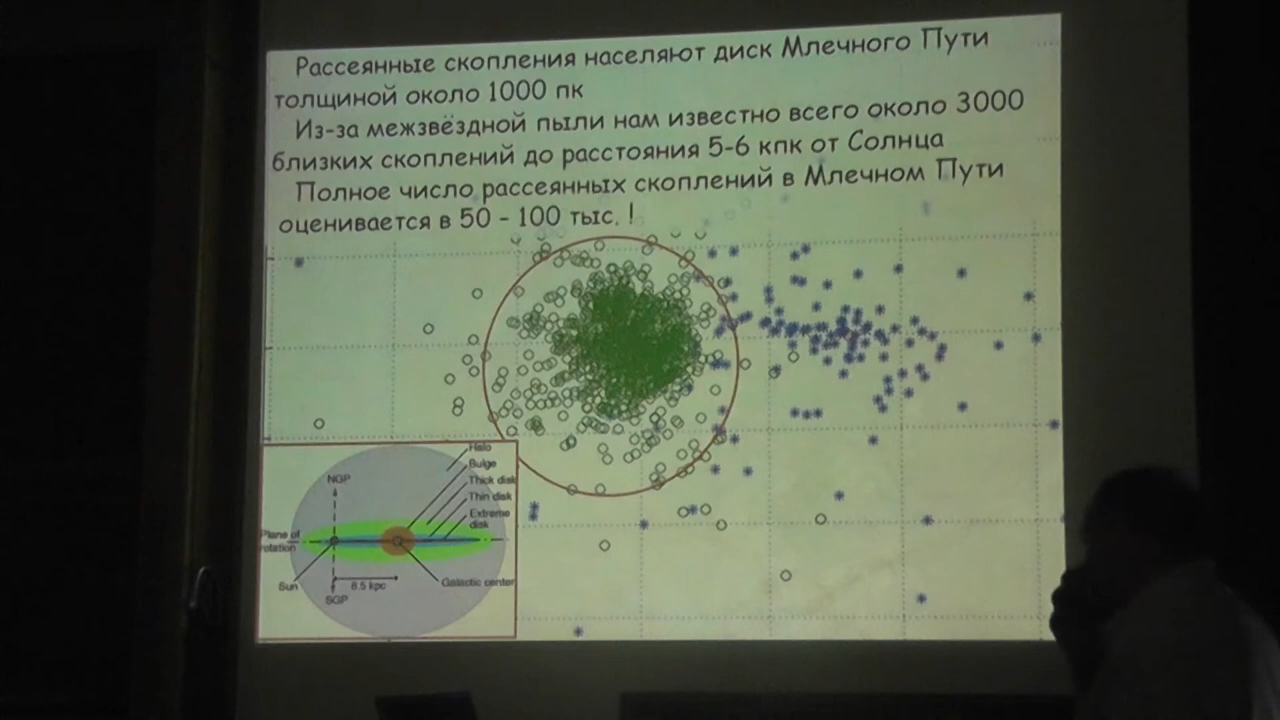 Рассеянные скопления населяют диск Млечного Пути
толщиной около 1000 пк
Из-за межзвёздной пыли нам известно всего около 3000
близких скоплений до расстояния 5-6 кпк от Солнца
Полное число рассеянных скоплений в Млечном Пути
оценивается в 50 - 100 тыс. !
Halo
Bulge
NGP
Thick disk
Thin disk
Extreme
disk
Plane of
rotation
Sun
8.5 kpc
Galactic center
SGP